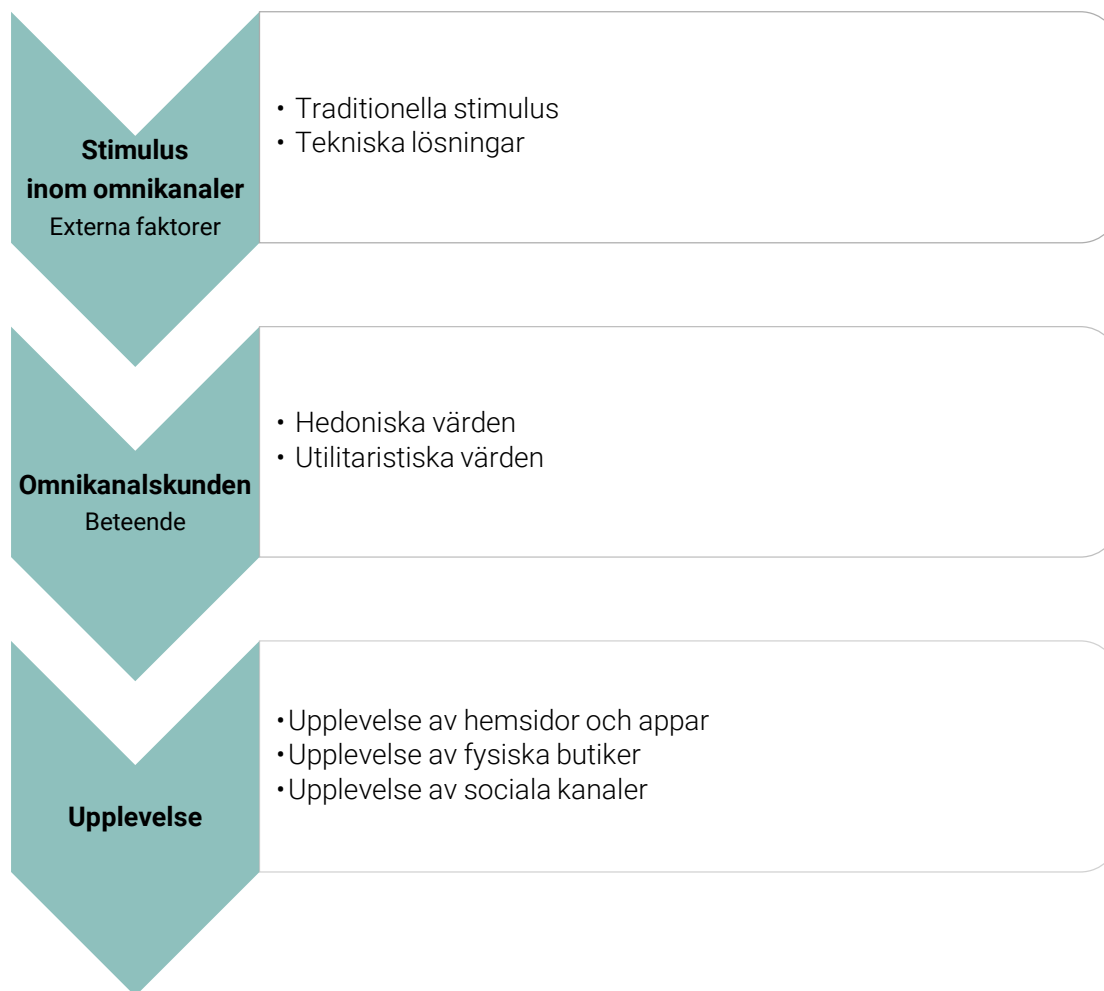 Stimulus
inom omnikanaler
Externa faktorer
• Traditionella stimulus
• Tekniska lösningar
Omnikanalskunden
Beteende
• Hedoniska värden
• Utilitaristiska värden
Upplevelse
•Upplevelse av hemsidor och appar
•Upplevelse av fysiska butiker
•Upplevelse av sociala kanaler